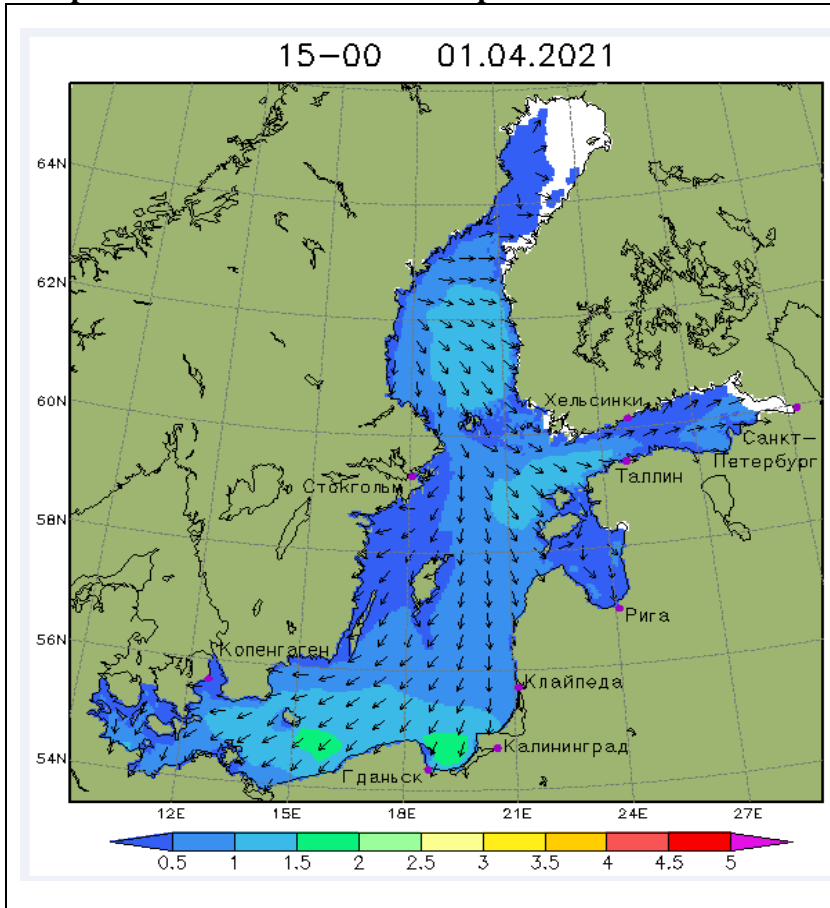 15-00 01.04.2021
64N
62N
60N
58N
56N
54N
Хельсинки
Санкт-
Петербург
Таллин
Стокгольм
Рига
Копенгаген
Клайпеда
Калининград
Гданьск
12E 15E 18E 21E 24E 27E
0.5 1 1.5 2 2.5 3 3.5 4 4.5 5